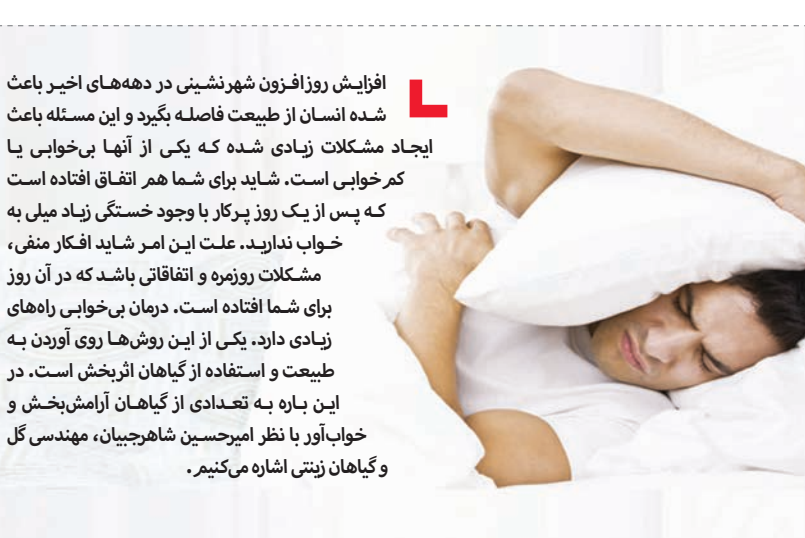 افزایش روزافزون شهرنشینی در دهه‌های اخیر باعث
شده انسان از طبیعت فاصله بگیرد و این مسئله باعث
ایجاد مشکلات زیادی شده که یکی از آنها بی‌خوابی یا
کم‌خوابی است. شاید برای شما هم اتفاق افتاده است
که پس از یک روز پرکار با وجود خستگی زیاد میلی به
خواب ندارید. علت این امر شاید افکار منفی،
مشکلات روزمره و اتفاقاتی باشد که در آن روز
برای شما افتاده است. درمان بی‌خوابی راه‌های
زیادی دارد. یکی از این روش‌ها روی آوردن به
طبیعت و استفاده از گیاهان اثربخش است. در
این باره به تعدادی از گیاهان آرامش‌بخش و
خواب‌آور با نظر امیرحسین شاهرجبیان، مهندسی گل
و گیاهان زینتی اشاره می‌کنیم.